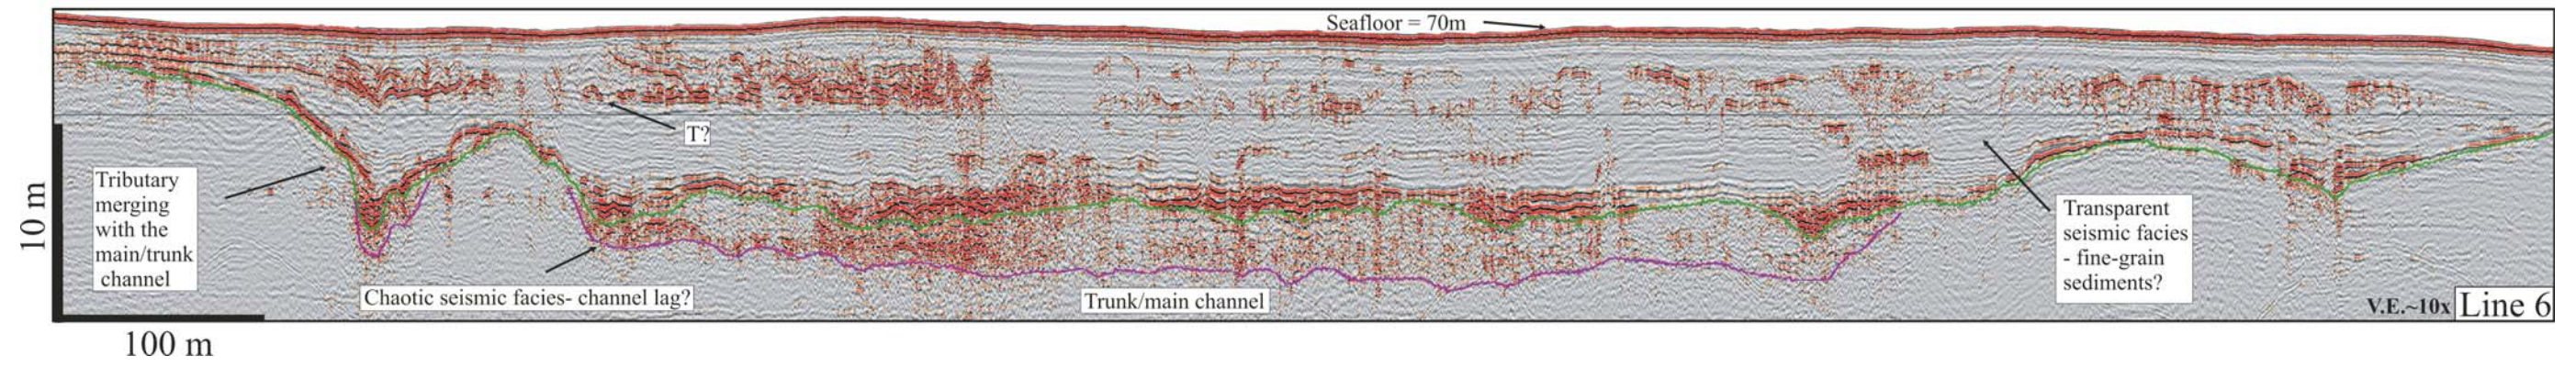 Seafloor = 70m
T?
Tributary
merging
with the
main/trunk
channel
10 m
Chaotic seismic facies- channel lag?
Trunk/main channel
Transparent
seismic facies
- fine-grain
sediments?
V.E.~10x
Line 6
100 m